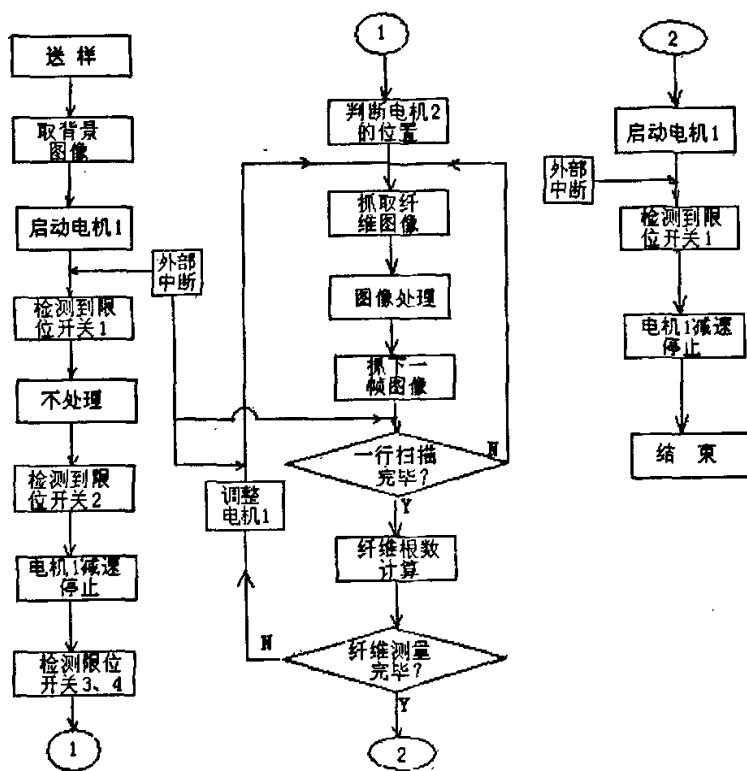 送 样
取背景
图像
启动电机1
外部
中断
检测到限
位开关1
不处理
检测到限
位开关2
电机1减速
停止
检测限位
开关3、4
1
1
判断电机2
的位置
抓取纤
维图像
图像处理
抓下一
帧图像
一行扫描
完毕?
N
Y
调整
电机1
纤维根数
计算
纤维测量
完毕?
N
Y
2
2
启动电机1
外部
中断
检测到限
位开关1
电机1减速
停止
结 束